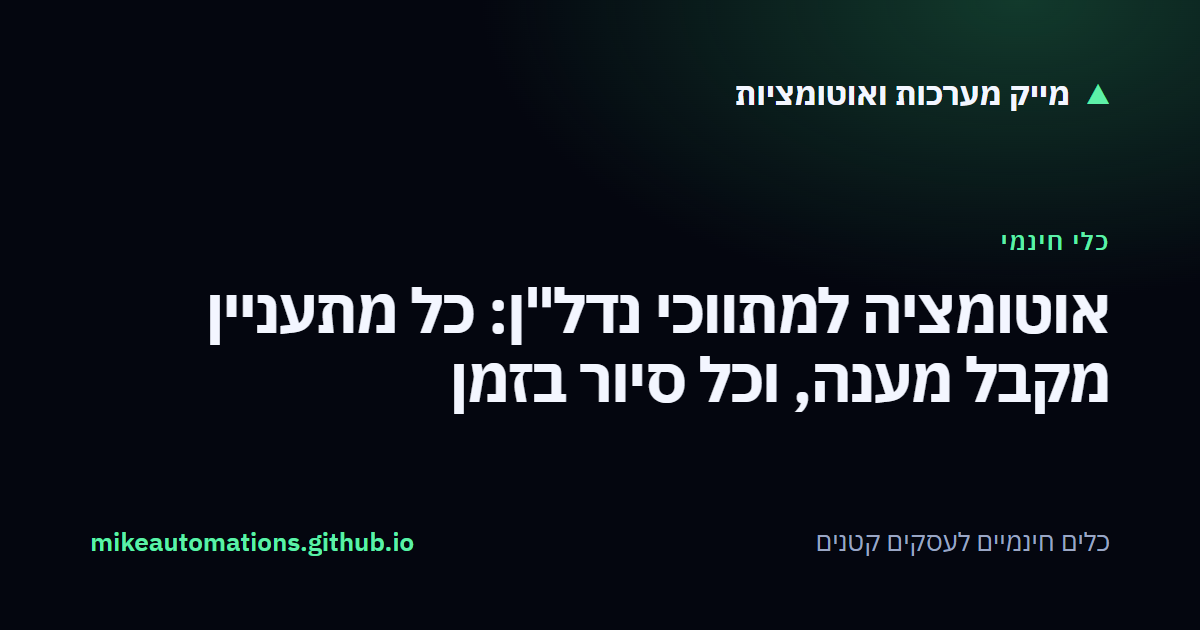 מייק מערכות ואוטומציות
כלי חינמי
אוטומציה למתווכי נדל"ן: כל מתעניין
מקבל מענה, וכל סיור בזמן
כלים חינמיים לעסקים קטנים
mikeautomations.github.io